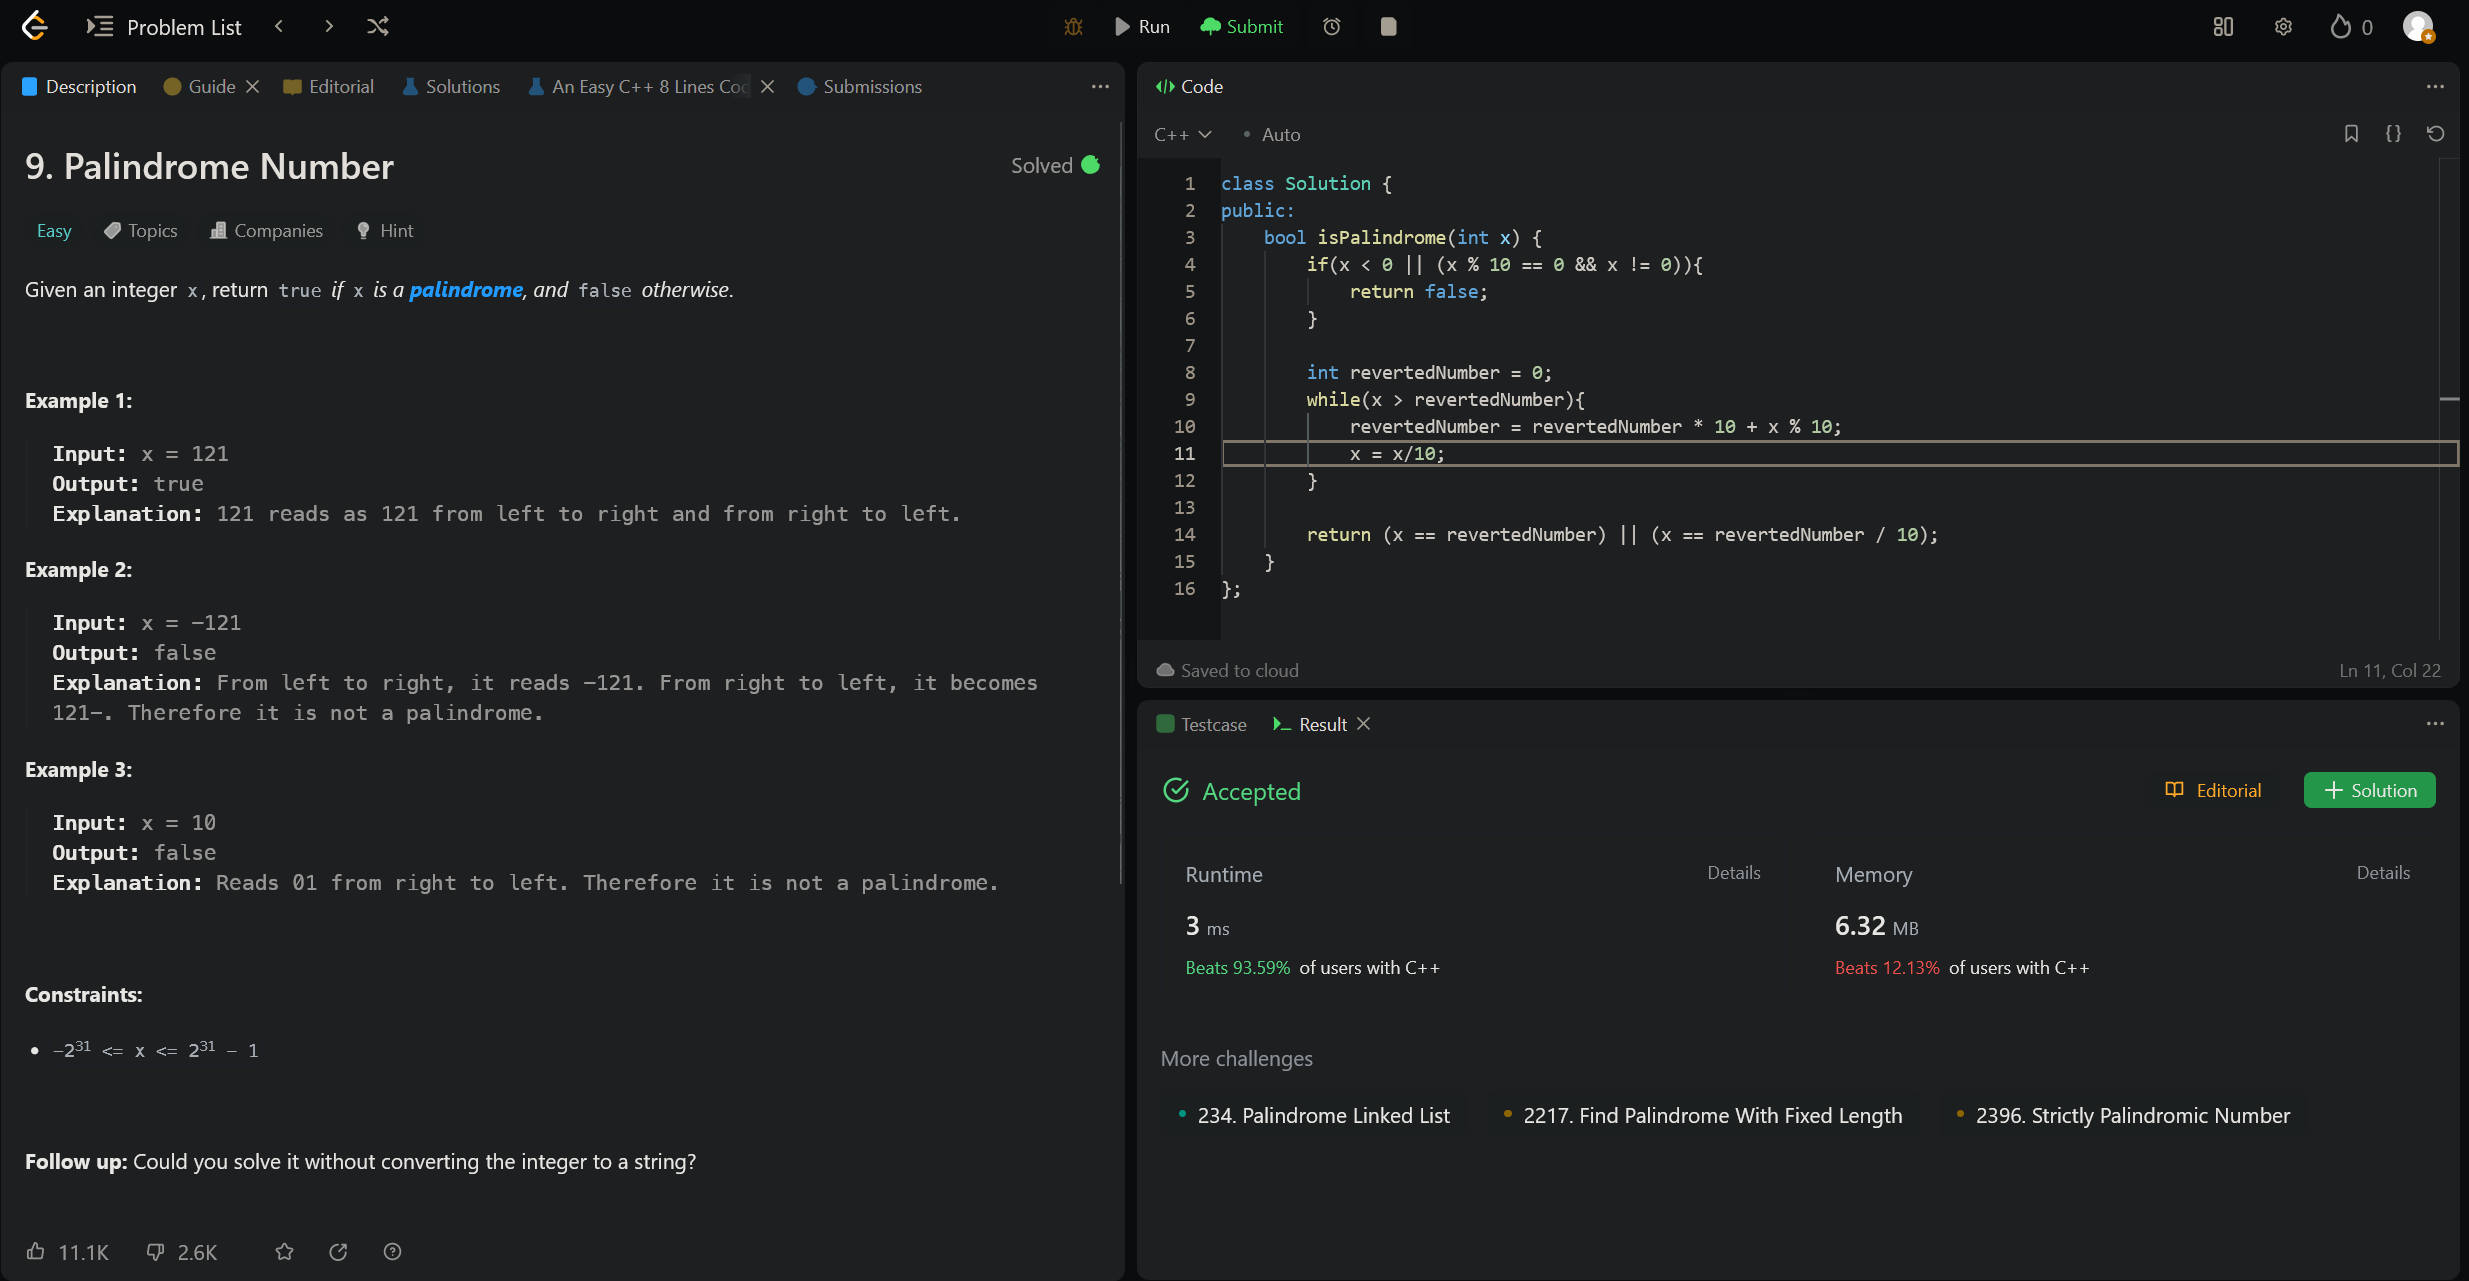 Problem List
Run
Submit
0
Description
Guide
Editorial
Solutions
An Easy C++ 8 Lines Coc
Submissions
9. Palindrome Number
Solved
Easy
Topics
Companies
Hint
Given an integer x, return true if x is a palindrome, and false otherwise.
Example 1:
Input: x = 121
Output: true
Explanation: 121 reads as 121 from left to right and from right to left.
Example 2:
Input: x = -121
Output: false
Explanation: From left to right, it reads -121. From right to left, it becomes
121-. Therefore it is not a palindrome.
Example 3:
Input: x = 10
Output: false
Explanation: Reads 01 from right to left. Therefore it is not a palindrome.
Constraints:
• -2³¹ <= x <= 2³¹ - 1
Follow up: Could you solve it without converting the integer to a string?
11.1K
2.6K
Code
C++
• Auto
1 class Solution {
2 public:
3     bool isPalindrome(int x) {
4         if(x < 0 || (x % 10 == 0 && x != 0)){
5             return false;
6         }
7
8         int revertedNumber = 0;
9         while(x > revertedNumber){
10             revertedNumber = revertedNumber * 10 + x % 10;
11             x = x/10;
12         }
13
14         return (x == revertedNumber) || (x == revertedNumber / 10);
15     }
16 };
Saved to cloud
Ln 11, Col 22
Testcase
Result
Accepted
Editorial
Solution
Runtime
Details
3 ms
Beats 93.59% of users with C++
Memory
Details
6.32 MB
Beats 12.13% of users with C++
More challenges
• 234. Palindrome Linked List
• 2217. Find Palindrome With Fixed Length
• 2396. Strictly Palindromic Number